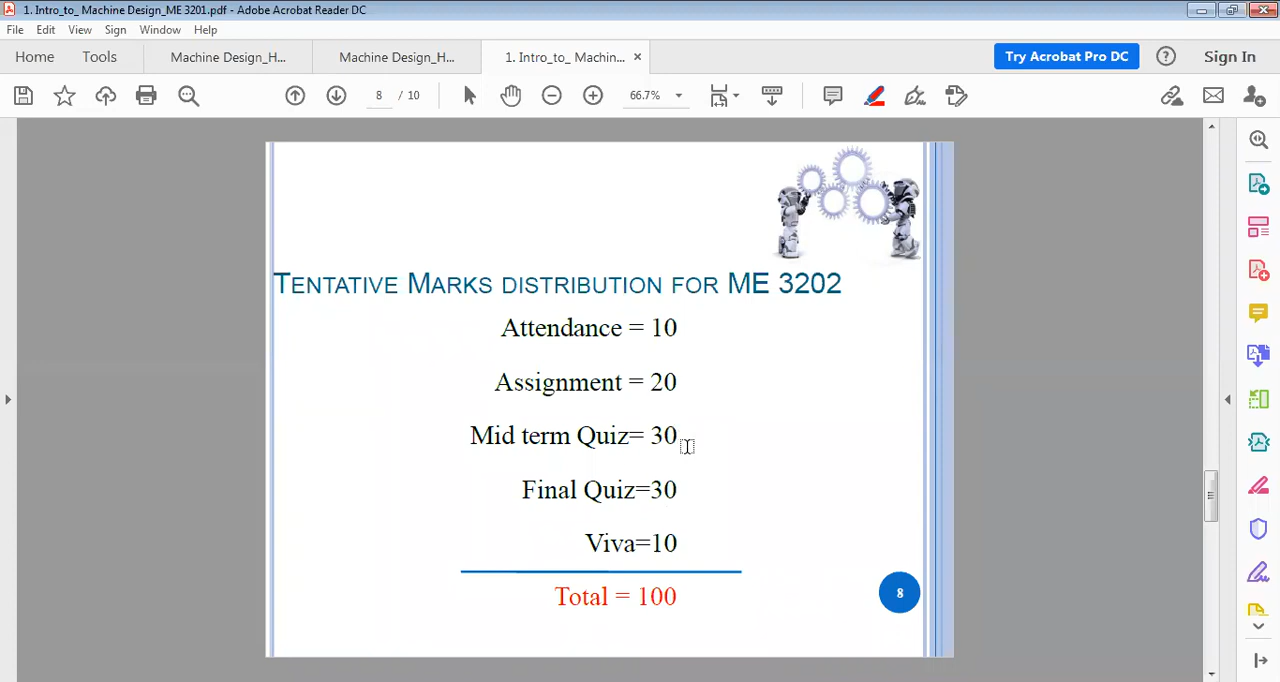 1. Intro_to_ Machine Design_ME 3201.pdf - Adobe Acrobat Reader DC
File Edit View Sign Window Help
Home Tools Machine Design_H... Machine Design_H... 1. Intro_to_ Machin... × Try Acrobat Pro DC ? Sign In
8 / 10 66.7%
TENTATIVE MARKS DISTRIBUTION FOR ME 3202
Attendance = 10
Assignment = 20
Mid term Quiz= 30
Final Quiz=30
Viva=10
Total = 100
8